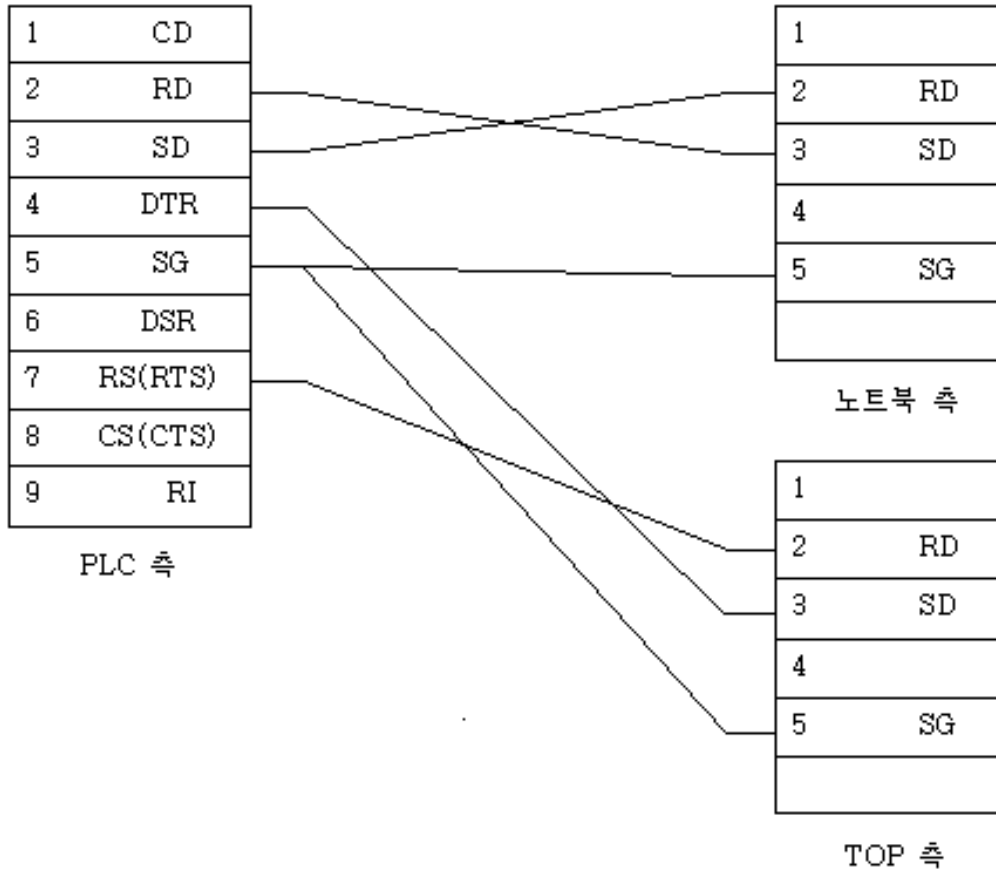 1 CD
2 RD
3 SD
4 DTR
5 SG
6 DSR
7 RS(RTS)
8 CS(CTS)
9 RI
PLC 측
1
2 RD
3 SD
4
5 SG
노트북 측
1
2 RD
3 SD
4
5 SG
TOP 측